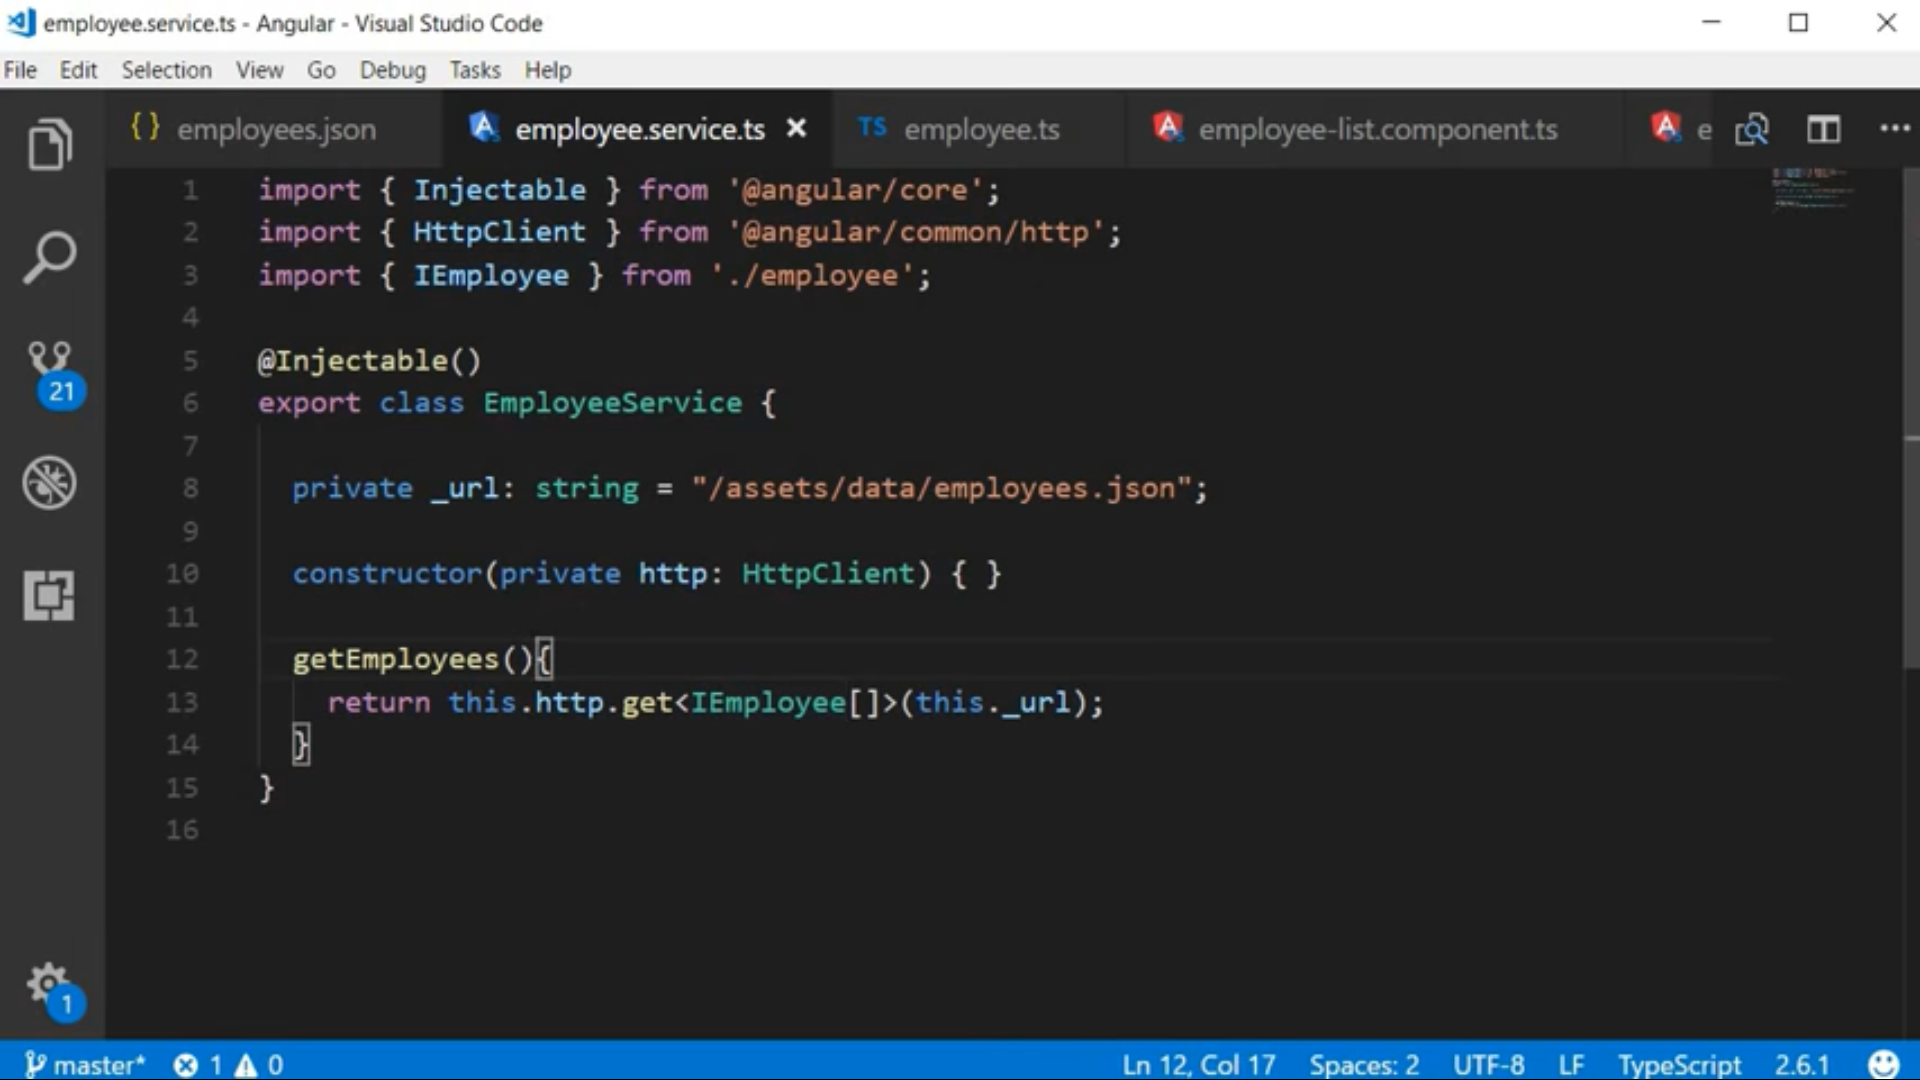 employee.service.ts - Angular - Visual Studio Code
File Edit Selection View Go Debug Tasks Help
{ } employees.json employee.service.ts × TS employee.ts employee-list.component.ts e
1 import { Injectable } from '@angular/core';
2 import { HttpClient } from '@angular/common/http';
3 import { IEmployee } from './employee';
4
5 @Injectable()
6 export class EmployeeService {
7
8 private _url: string = "/assets/data/employees.json";
9
10 constructor(private http: HttpClient) { }
11
12 getEmployees(){
13 return this.http.get<IEmployee[]>(this._url);
14 }
15 }
16
21
1
master* 1 0 Ln 12, Col 17 Spaces: 2 UTF-8 LF TypeScript 2.6.1